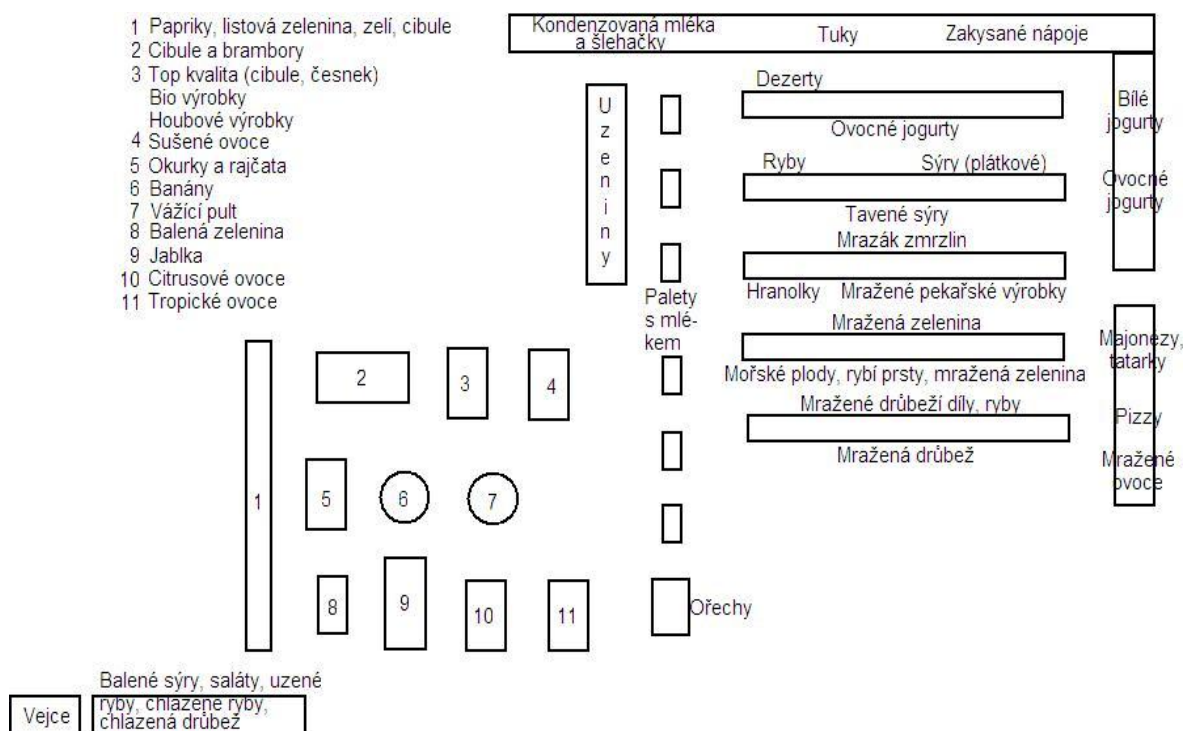 1 Papriky, listová zelenina, zelí, cibule
2 Cibule a brambory
3 Top kvalita (cibule, česnek)
Bio výrobky
Houbové výrobky
4 Sušené ovoce
5 Okurky a rajčata
6 Banány
7 Vážící pult
8 Balená zelenina
9 Jablka
10 Citrusové ovoce
11 Tropické ovoce
Kondenzovaná mléka
a šlehačky
Tuky
Zakysané nápoje
Uzeniny
Dezerty
Ovocné jogurty
Bílé
jogurty
Ryby
Sýry (plátkové)
Ovocné
jogurty
Tavené sýry
Mrazák zmrzlin
Hranolky
Mražené pekařské výrobky
Palety
s mlé-
kem
Mražená zelenina
Majonézy,
tatarky
Mořské plody, rybí prsty, mražená zelenina
Mražené drůbeží díly, ryby
Pizzy
Mražená drůbež
Mražené
ovoce
2
3
4
1
5
6
7
8
9
10
11
Ořechy
Vejce
Balené sýry, saláty, uzené
ryby, chlazené ryby,
chlazená drůbež